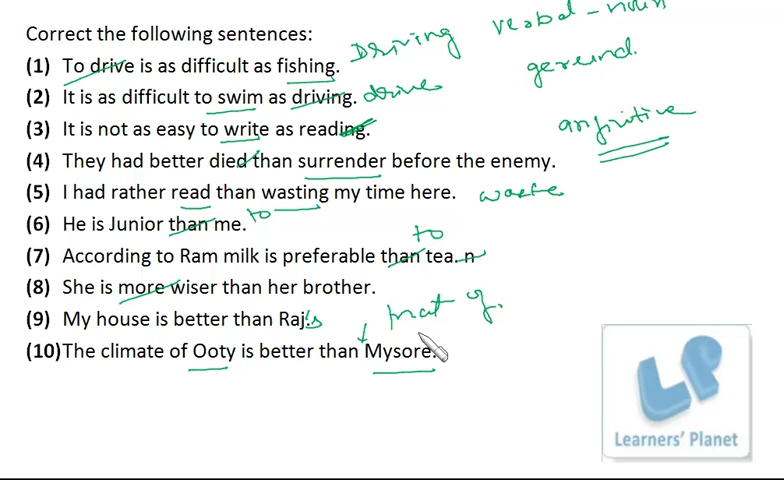 Correct the following sentences: Driving verbal - noun
(1) To drive is as difficult as fishing. gerund.
(2) It is as difficult to swim as driving. drive
(3) It is not as easy to write as reading. infinitive
(4) They had better died than surrender before the enemy.
(5) I had rather read than wasting my time here. waste
(6) He is Junior than me. to
to
(7) According to Ram milk is preferable than tea. n
(8) She is more wiser than her brother.
(9) My house is better than Raj.'s that of.
(10) The climate of Ooty is better than Mysore.
LP
Learners' Planet